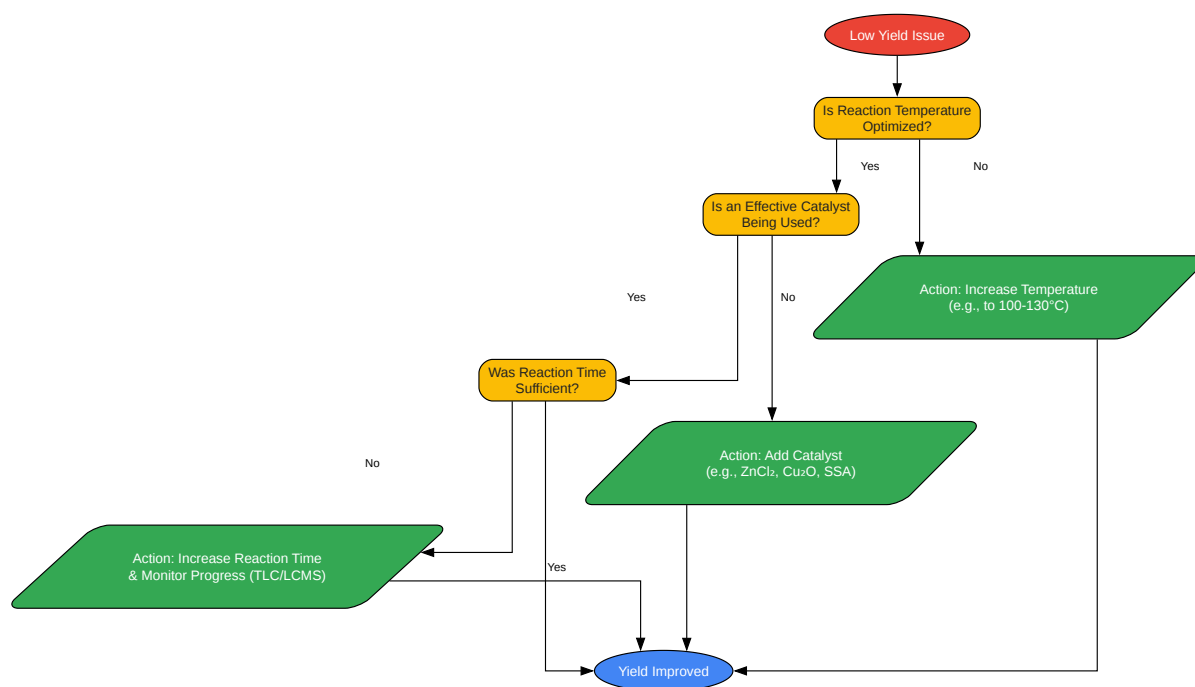 Low Yield Issue
Is Reaction Temperature
Optimized?
Yes
No
Is an Effective Catalyst
Being Used?
Action: Increase Temperature
(e.g., to 100-130°C)
Yes
No
Was Reaction Time
Sufficient?
Action: Add Catalyst
(e.g., ZnCl₂, Cu₂O, SSA)
No
Action: Increase Reaction Time
& Monitor Progress (TLC/LCMS)
Yes
Yield Improved